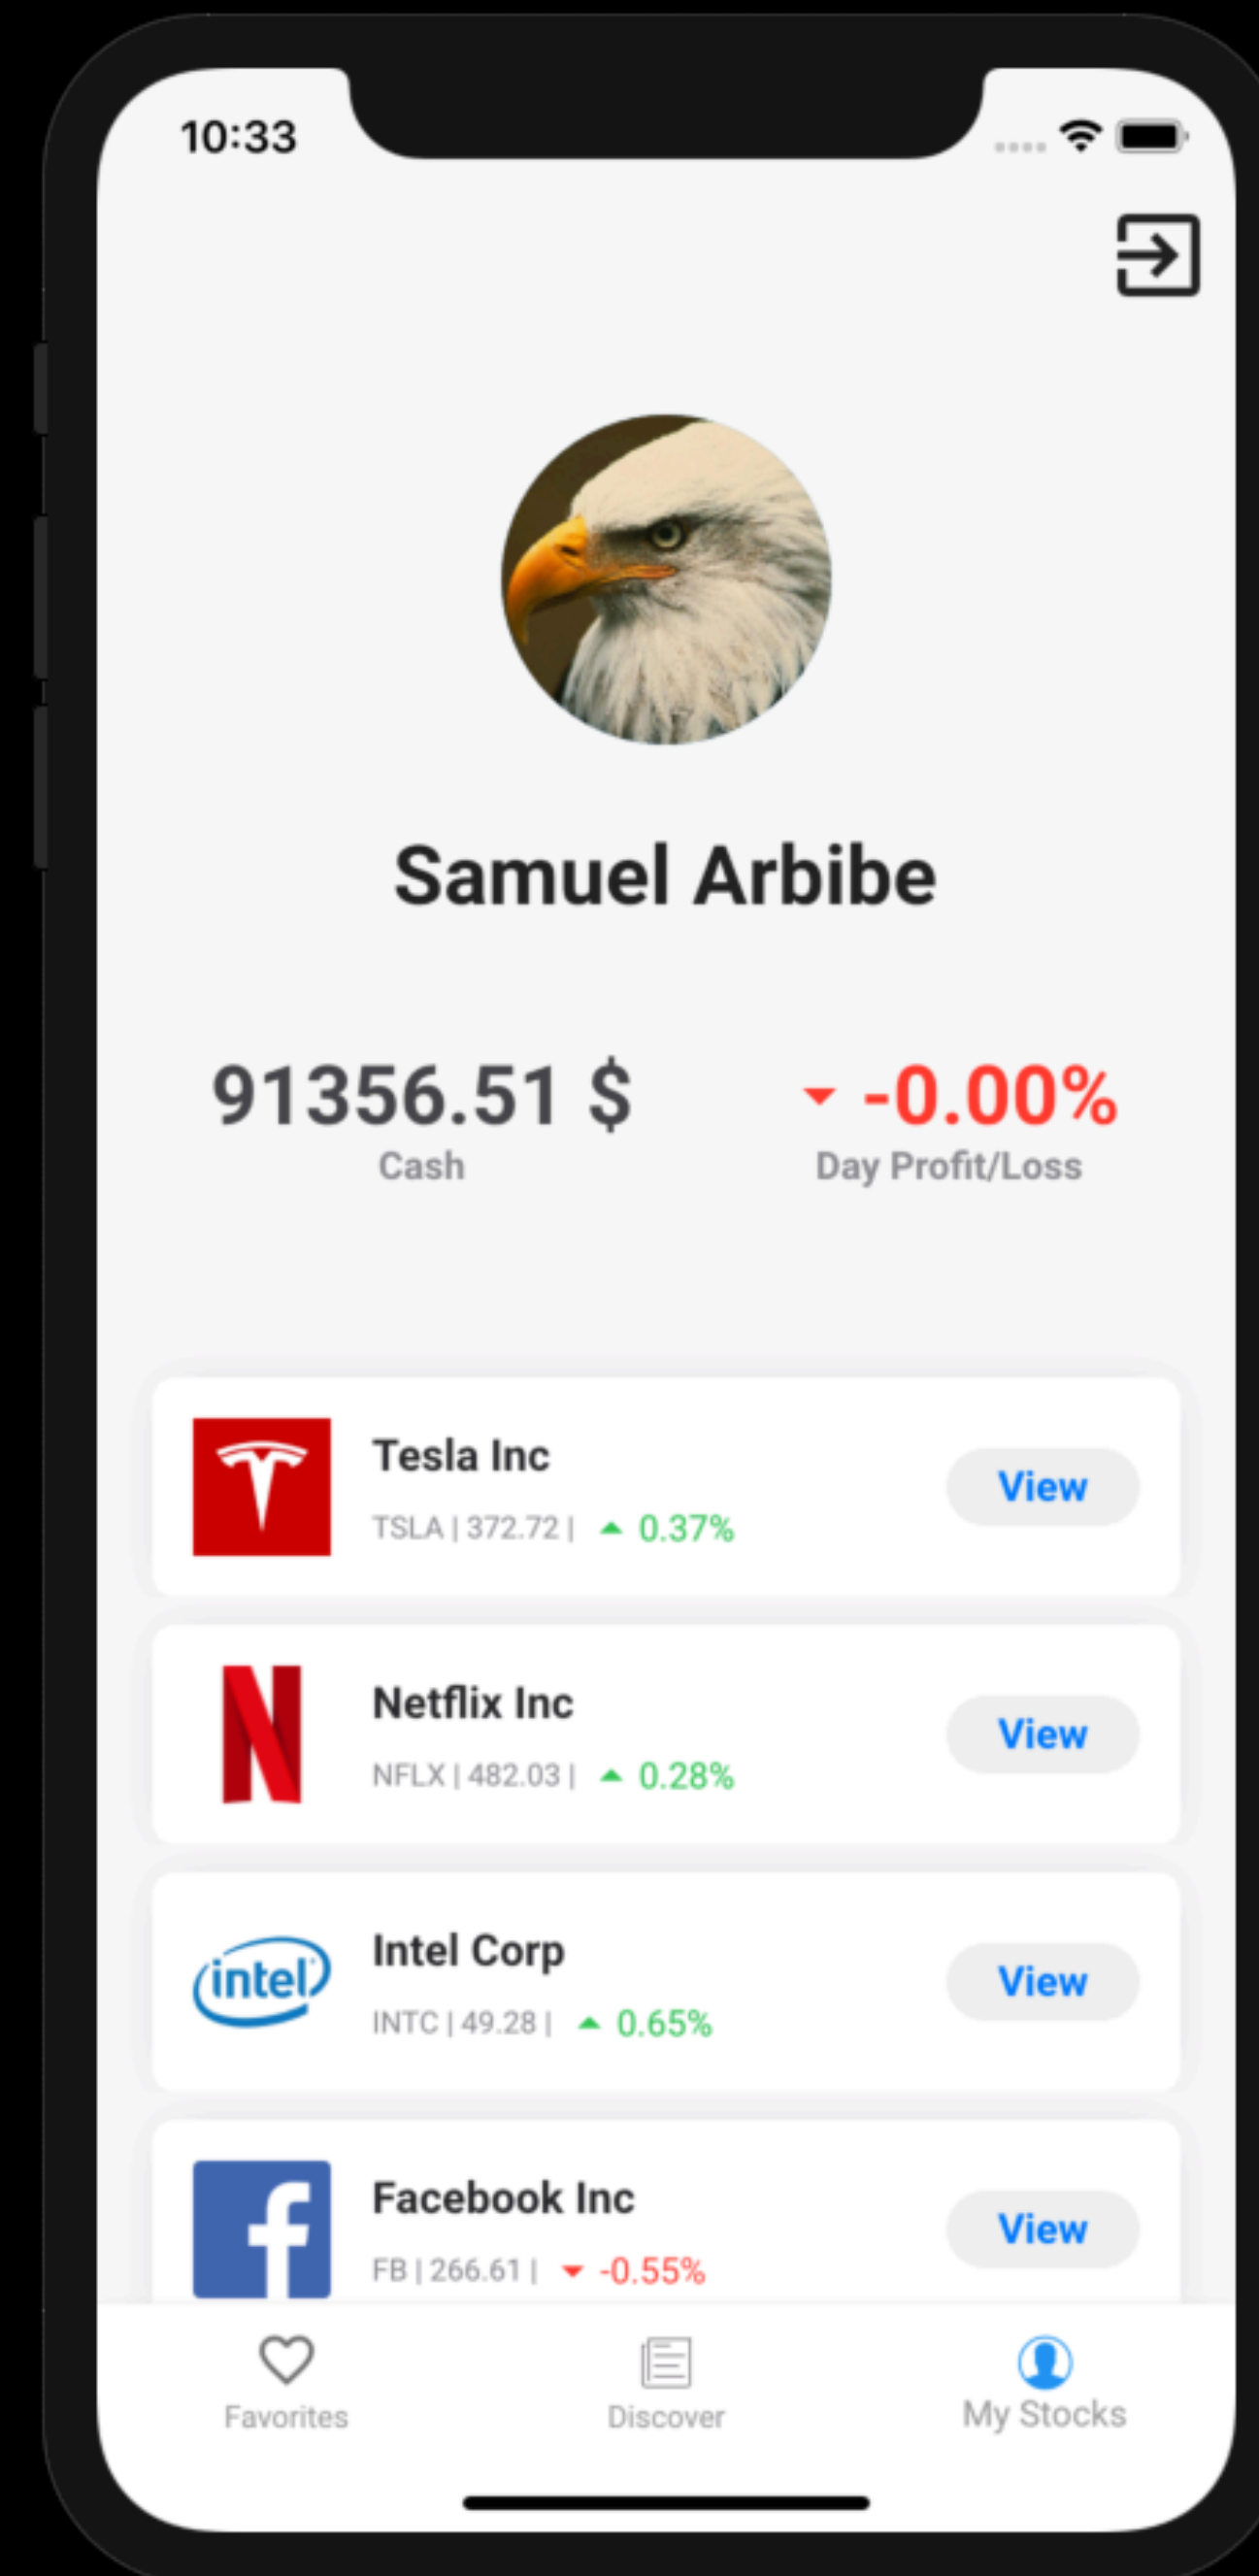 10:33
Samuel Arbibe
91356.51 $
-0.00%
Cash
Day Profit/Loss
Tesla Inc
TSLA | 372.72 | 0.37%
View
Netflix Inc
NFLX | 482.03 | 0.28%
View
intel
Intel Corp
INTC | 49.28 | 0.65%
View
Facebook Inc
FB | 266.61 | -0.55%
View
Favorites
Discover
My Stocks